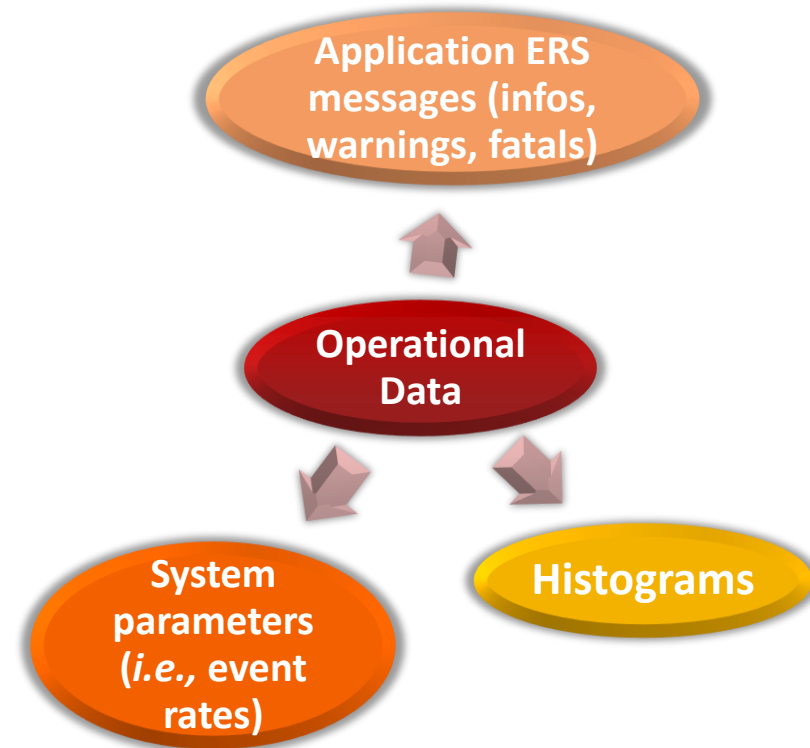 Application ERS
messages (infos,
warnings, fatals)
Operational
Data
System
parameters
(i.e., event
rates)
Histograms